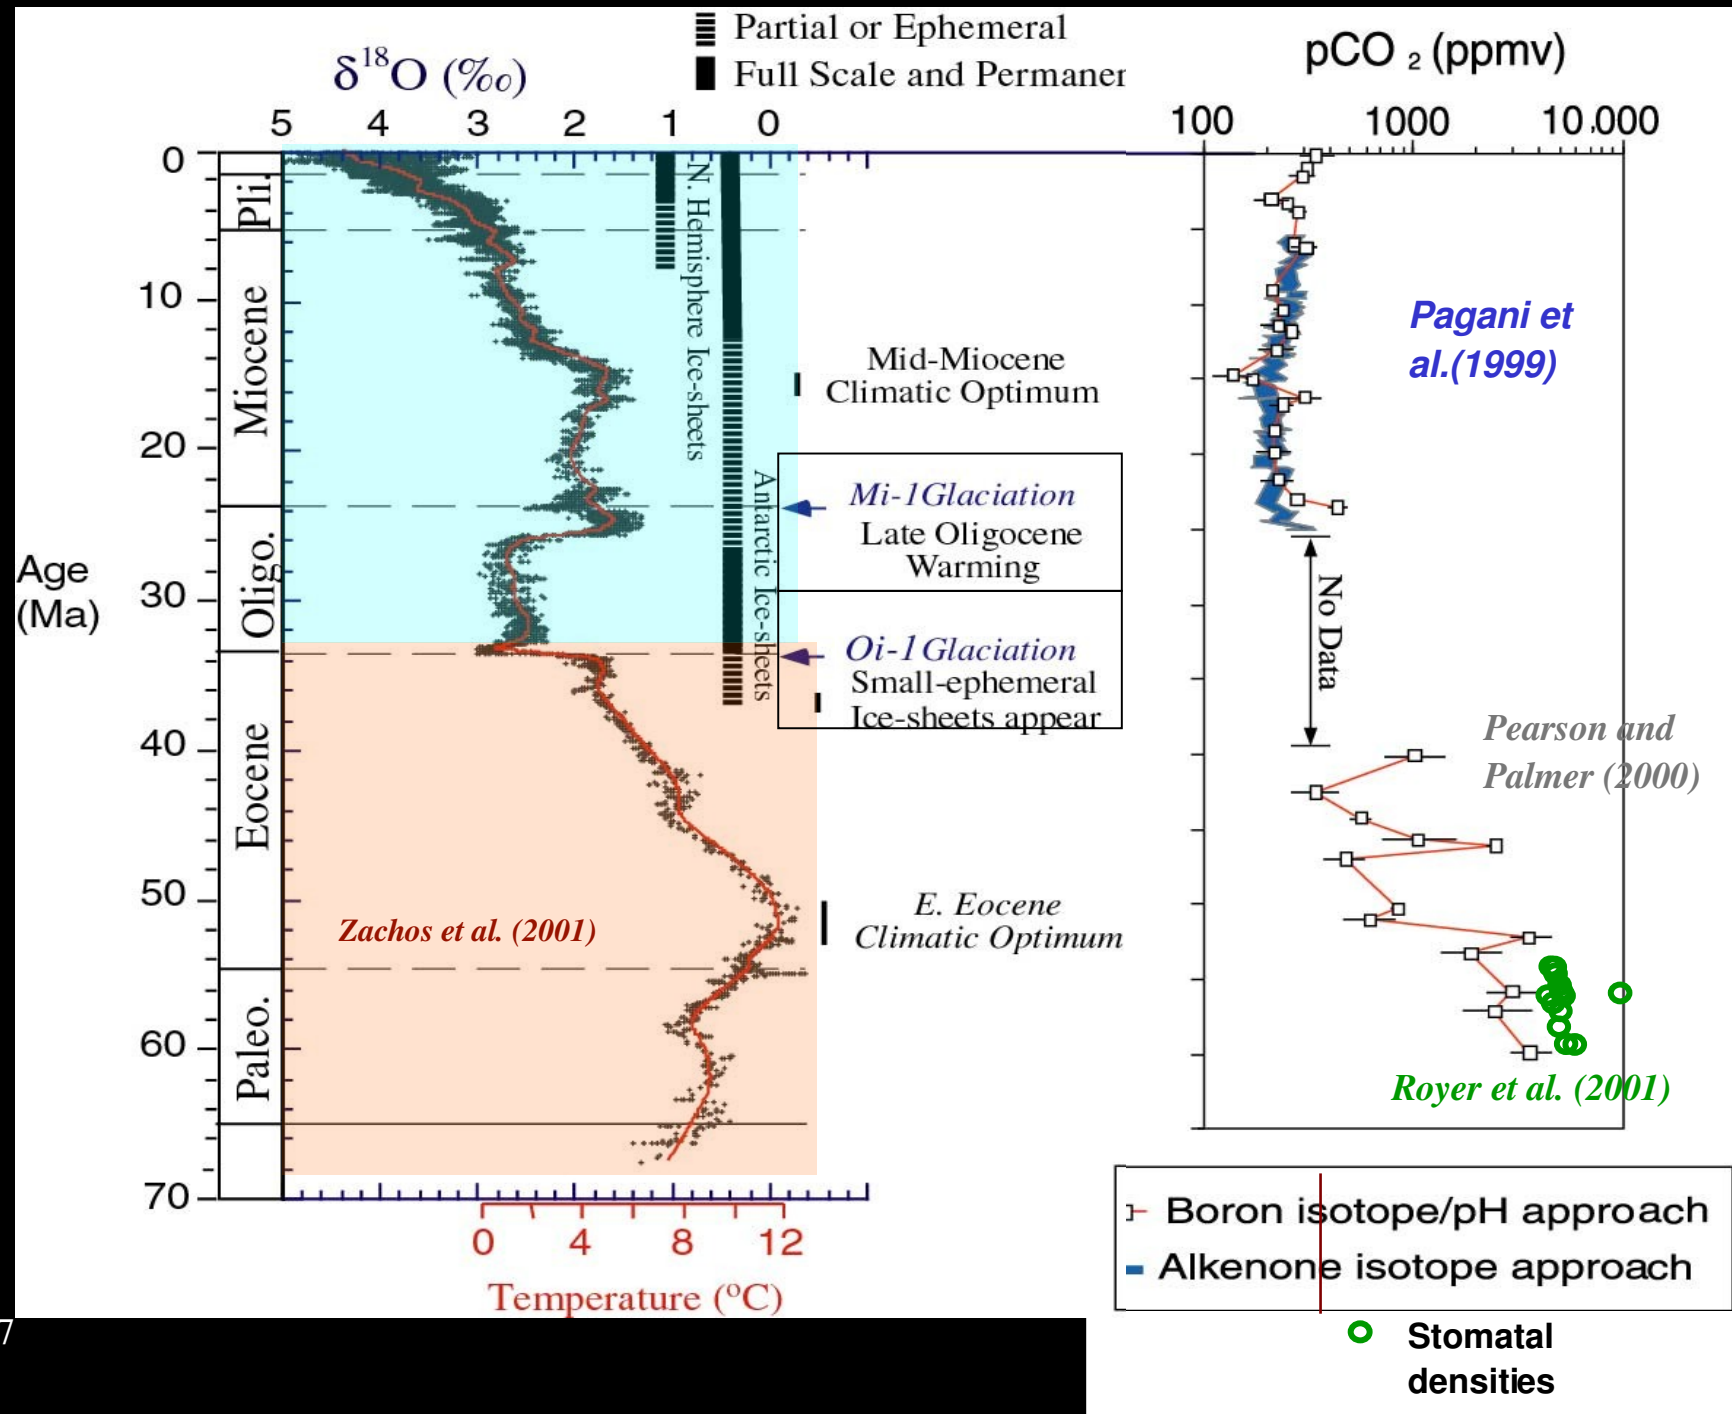 Partial or Ephemeral
Full Scale and Permaner
δ18O (‰)
5 4 3 2 1 0
pCO 2 (ppmv)
100 1000 10,000
0
10
20
30
40
50
60
70
Age
(Ma)
Pli.
Miocene
Oligo.
Eocene
Paleo.
N. Hemisphere Ice-sheets
Antarctic Ice-sheets
Mid-Miocene
Climatic Optimum
Mi-1Glaciation
Late Oligocene
Warming
Oi-1 Glaciation
Small-ephemeral
Ice-sheets appear
E. Eocene
Climatic Optimum
Zachos et al. (2001)
0 4 8 12
Temperature (°C)
Pagani et
al.(1999)
No Data
Pearson and
Palmer (2000)
Royer et al. (2001)
Boron isotope/pH approach
Alkenone isotope approach
Stomatal
densities
7